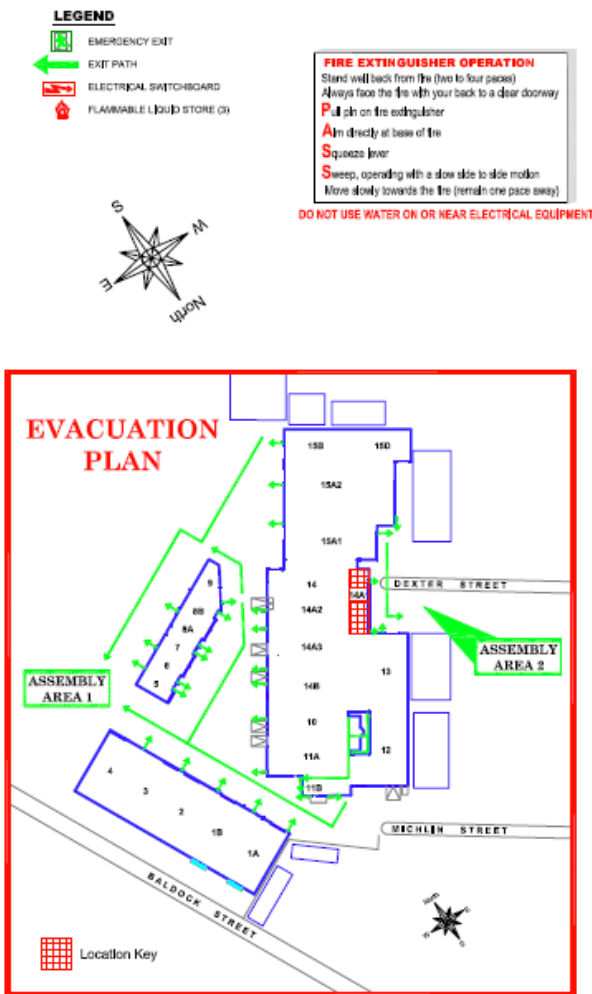 LEGEND
EMERGENCY EXIT
EXIT PATH
ELECTRICAL SWITCHBOARD
FLAMMABLE LIQUID STORE (3)
FIRE EXTINGUISHER OPERATION
Stand well back from fire (two to four paces)
Always face the fire with your back to a clear doorway
Pull pin on fire extinguisher
Aim directly at base of fire
Squeeze lever
Sweep, operating with a slow side to side motion
Move slowly towards the fire (remain one pace away)
DO NOT USE WATER ON OR NEAR ELECTRICAL EQUIPMENT
S
W
E
North
EVACUATION
PLAN
15B
15D
15A2
15A1
14
14A
DEXTER STREET
14A2
14A3
14B
13
10
12
11A
11B
9
8B
8A
7
6
5
ASSEMBLY
AREA 1
ASSEMBLY
AREA 2
4
3
2
1B
1A
MICHLIN STREET
BALDOCK STREET
North
Location Key